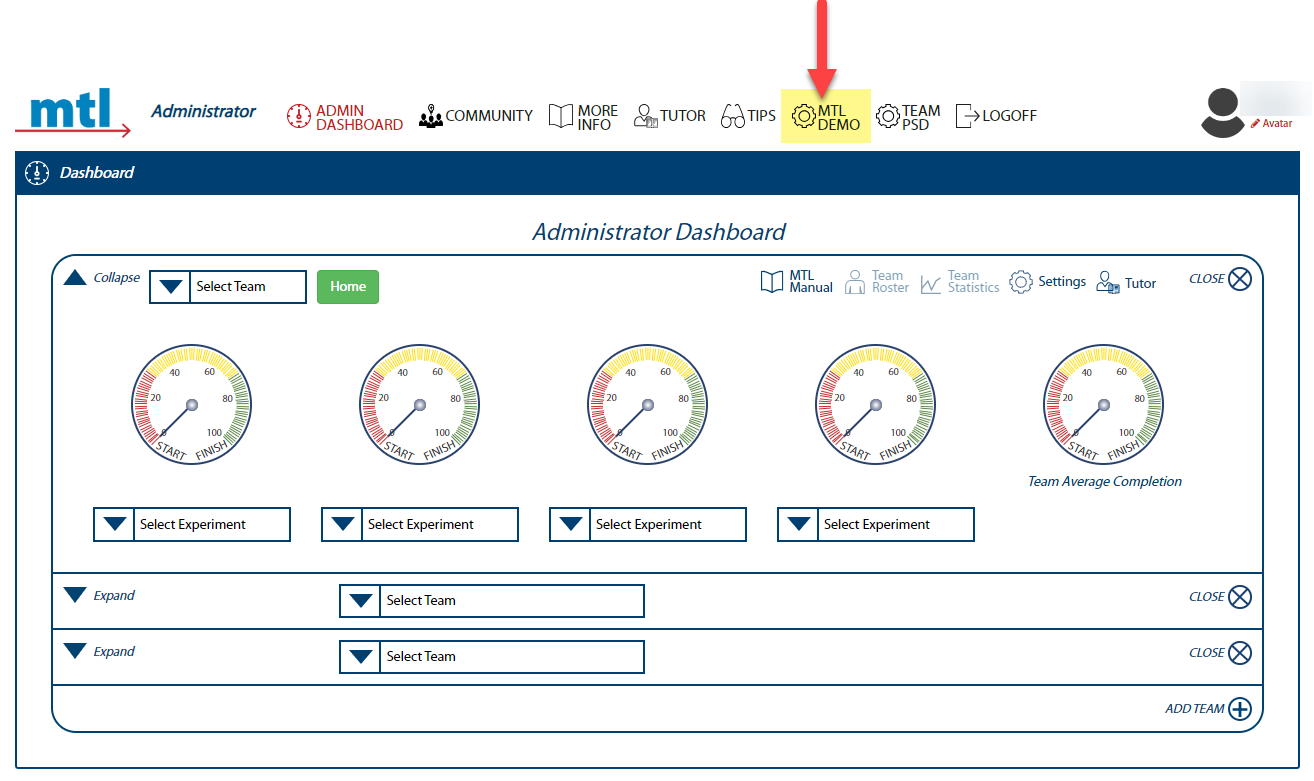 mtl
Administrator
ADMIN
DASHBOARD
COMMUNITY
MORE
INFO
TUTOR
TIPS
MTL
DEMO
TEAM
PSD
LOGOFF
Avatar
Dashboard
Administrator Dashboard
Collapse
Select Team
Home
MTL
Manual
Team
Roster
Team
Statistics
Settings
Tutor
CLOSE
0 20 40 60 80 100
START FINISH
0 20 40 60 80 100
START FINISH
0 20 40 60 80 100
START FINISH
0 20 40 60 80 100
START FINISH
0 20 40 60 80 100
START FINISH
Team Average Completion
Select Experiment
Select Experiment
Select Experiment
Select Experiment
Expand
Select Team
CLOSE
Expand
Select Team
CLOSE
ADD TEAM